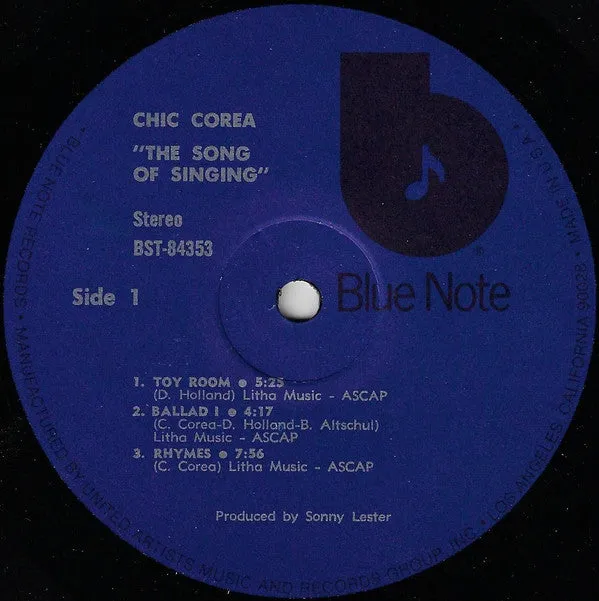 CHIC COREA
"THE SONG
OF SINGING"
Stereo
BST-84353
Side 1
b
®
Blue Note
1. TOY ROOM • 5:25
(D. Holland) Litha Music - ASCAP
2. BALLAD I • 4:17
(C. Corea-D. Holland-B. Altschul)
Litha Music - ASCAP
3. RHYMES • 7:56
(C. Corea) Litha Music - ASCAP
Produced by Sonny Lester
• BLUE NOTE RECORDS • MANUFACTURED BY UNITED ARTISTS MUSIC AND RECORDS GROUP, INC. • LOS ANGELES, CALIFORNIA 90028 • MADE IN U.S.A. •